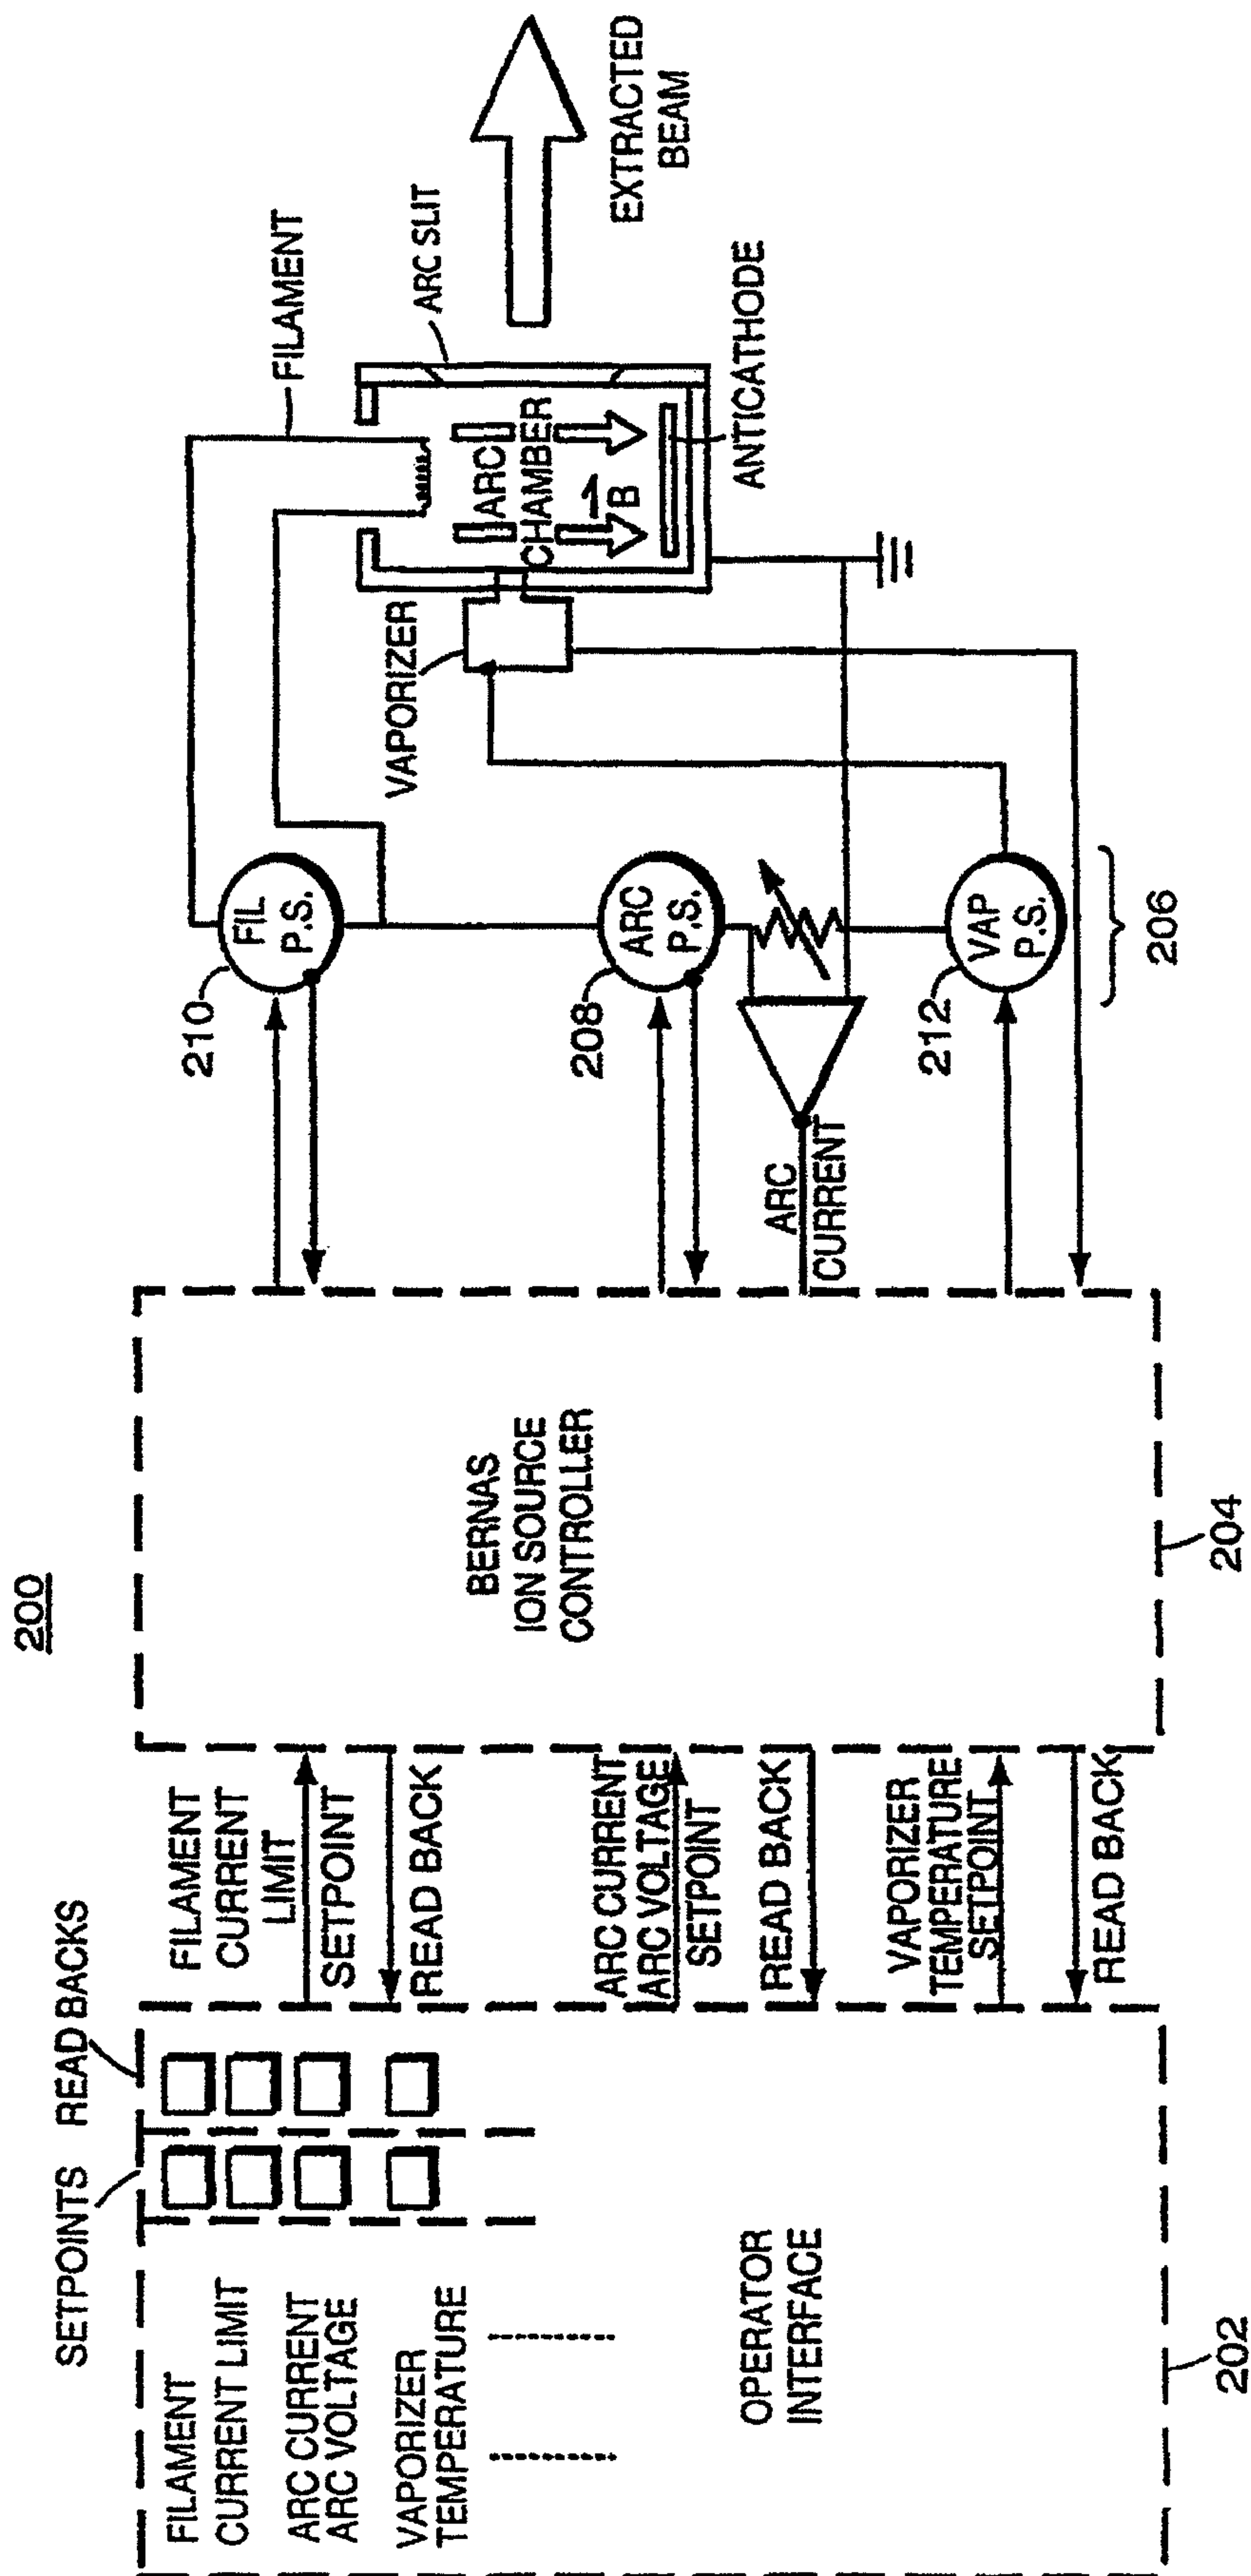 200
SETPOINTS
READ BACKS
FILAMENT
CURRENT LIMIT
ARC CURRENT
ARC VOLTAGE
VAPORIZER
TEMPERATURE
OPERATOR
INTERFACE
202
FILAMENT
CURRENT
LIMIT
SETPOINT
READ BACK
ARC CURRENT
ARC VOLTAGE
SETPOINT
READ BACK
VAPORIZER
TEMPERATURE
SETPOINT
READ BACK
BERNAS
ION SOURCE
CONTROLLER
204
210
FIL
P.S.
208
ARC
P.S.
ARC
CURRENT
212
VAP
P.S.
206
VAPORIZER
FILAMENT
ARC SLIT
ARC
CHAMBER
B
ANTICATHODE
EXTRACTED
BEAM